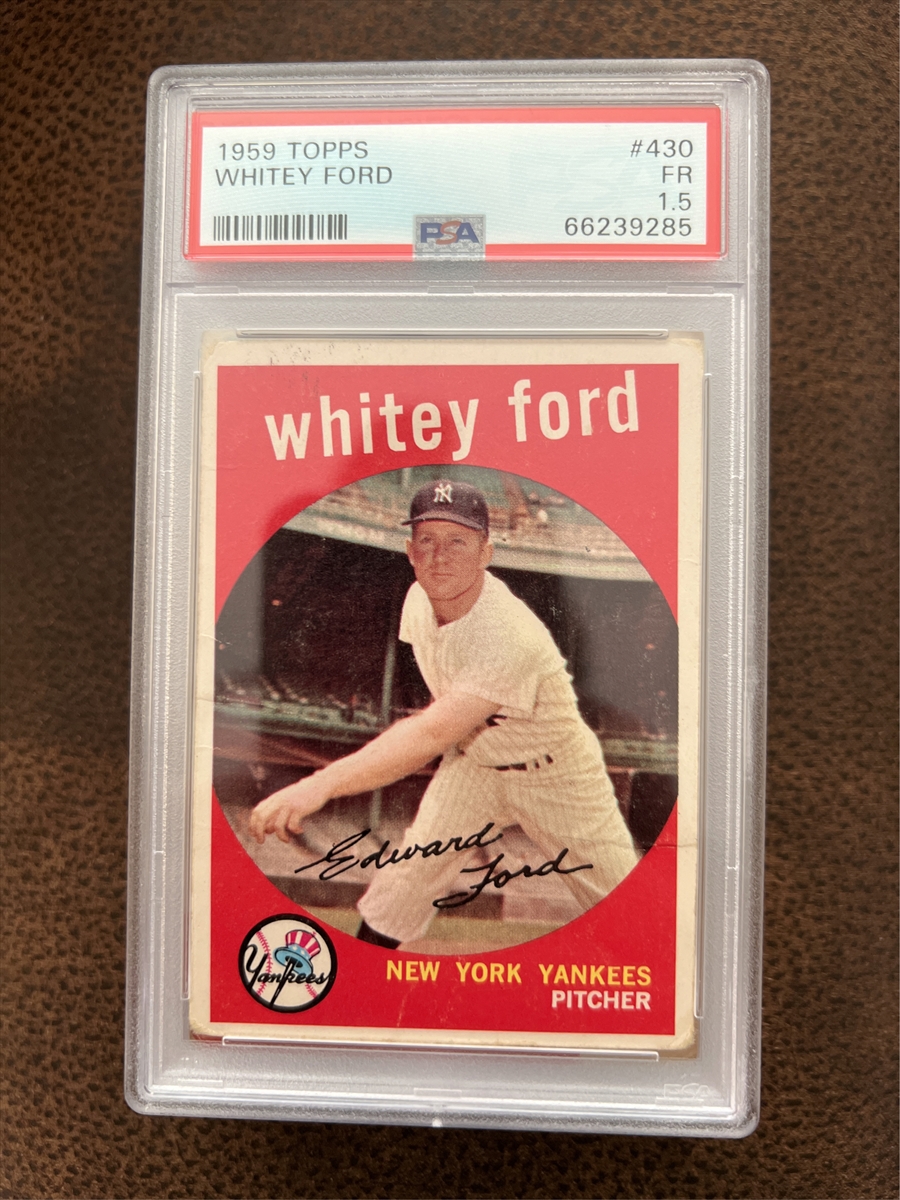 1959 TOPPS #430
WHITEY FORD FR
1.5
PSA 66239285
whitey ford
NY
Edward
Ford
Yankees
NEW YORK YANKEES
PITCHER